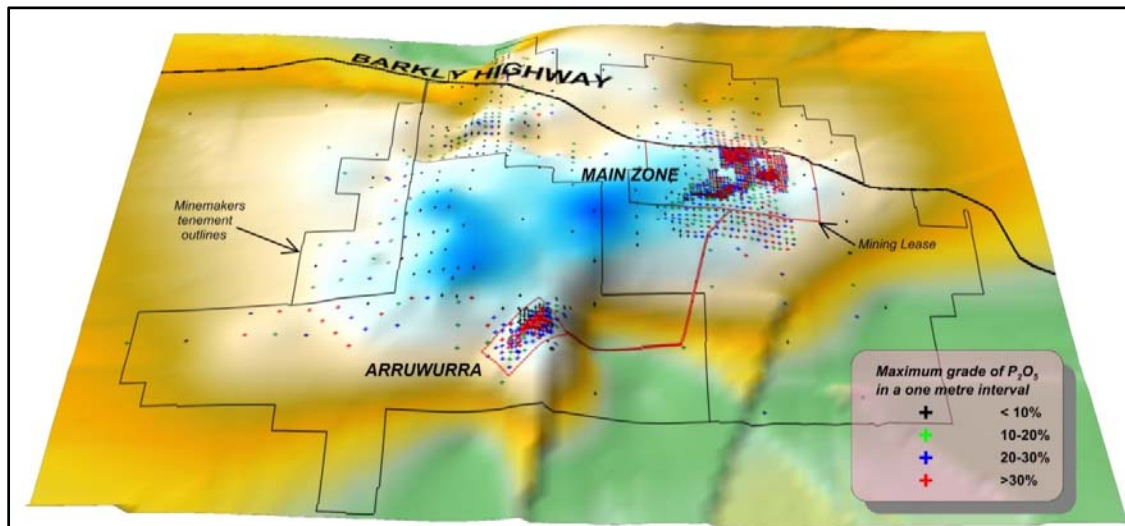 BARKLY HIGHWAY
MAIN ZONE
Minemakers
tenement
outlines
Mining Lease
ARRUWURRA
Maximum grade of P₂O₅
in a one metre interval
+ < 10%
+ 10-20%
+ 20-30%
+ >30%